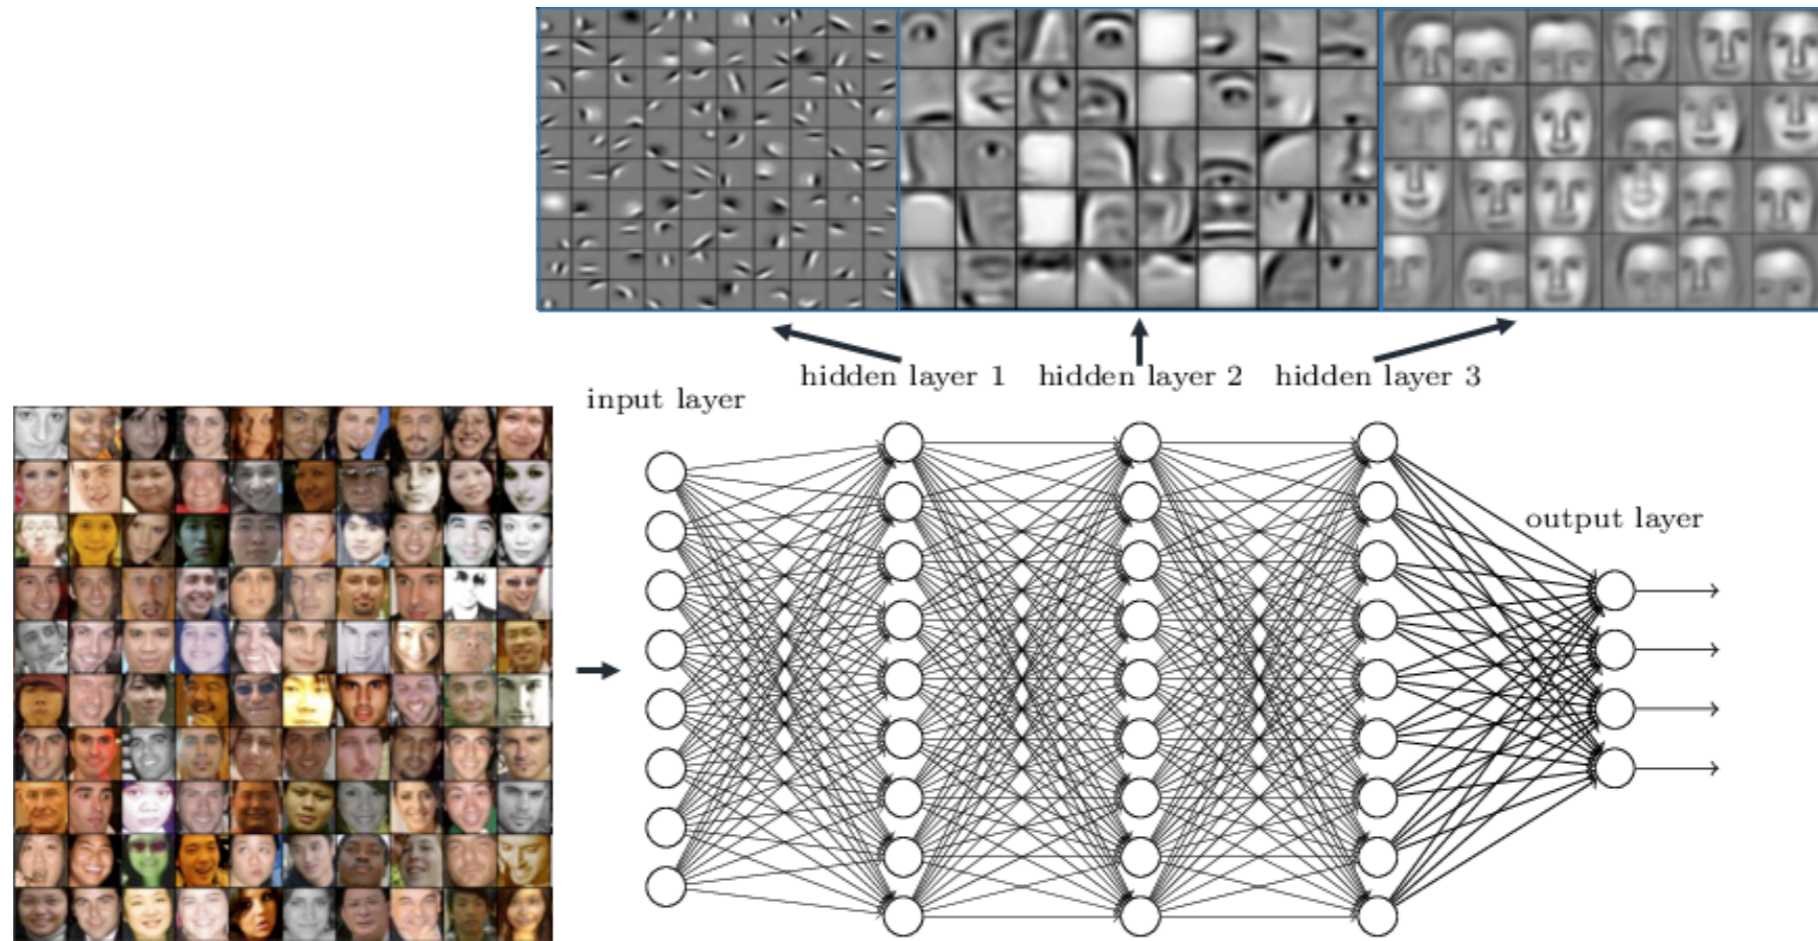 hidden layer 1
hidden layer 2
hidden layer 3
input layer
output layer